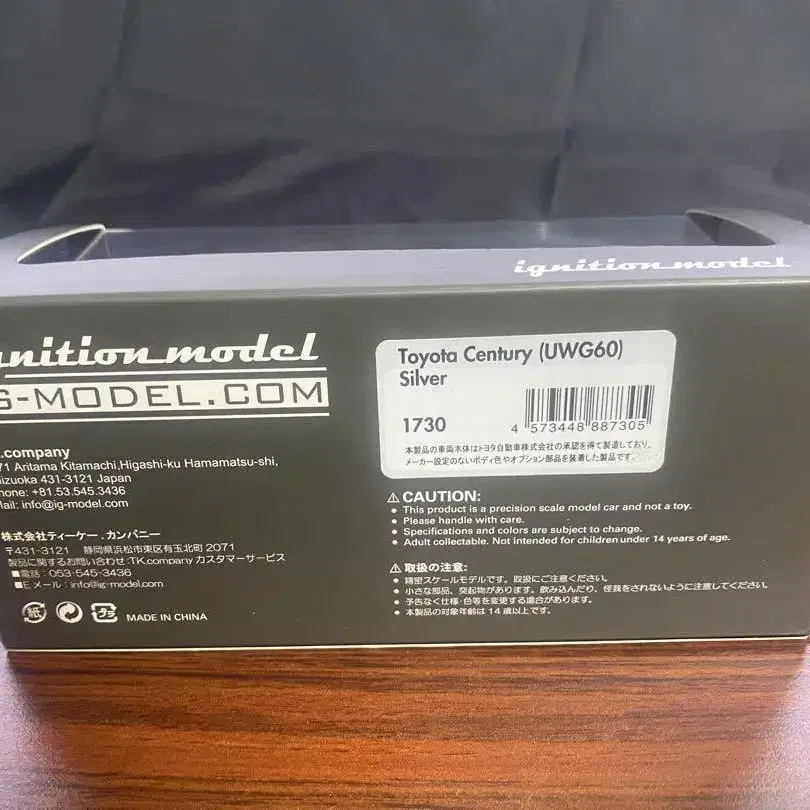 ignition model
nition model
G-MODEL.COM
.company
71 Aritama Kitamachi,Higashi-ku Hamamatsu-shi,
izuoka 431-3121 Japan
hone: +81.53.545.3436
Mail: info@ig-model.com
株式会社ティーケー.カンパニー
〒431-3121 静岡県浜松市東区有玉北町 2071
製品に関するお問い合わせ:TK.company カスタマーサービス
■電話:053-545-3436
■Eメール:info@ig-model.com
紙 プラ MADE IN CHINA
Toyota Century (UWG60)
Silver
1730
4 573448 887305
本製品の車両本体はトヨタ自動車株式会社の承認を得て製造しており、
メーカー設定のないボディ色やオプション部品を装着した製品です。
⚠CAUTION:
• This product is a precision scale model car and not a toy.
• Please handle with care.
• Specifications and colors are subject to change.
• Adult collectable. Not intended for children under 14 years of age.
⚠取扱の注意:
• 精密スケールモデルです。取扱にご注意ください。
• 小さな部品、突起物があります。飲み込んだり、怪我をされないように注意してください。
• 予告なく仕様・色等を変更する場合があります。
• 本製品の対象年齢は 14 歳以上です。